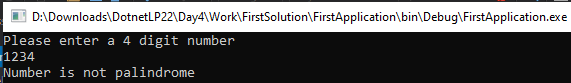 D:\Downloads\DotnetLP22\Day4\Work\FirstSolution\FirstApplication\bin\Debug\FirstApplication.exe
Please enter a 4 digit number
1234
Number is not palindrome